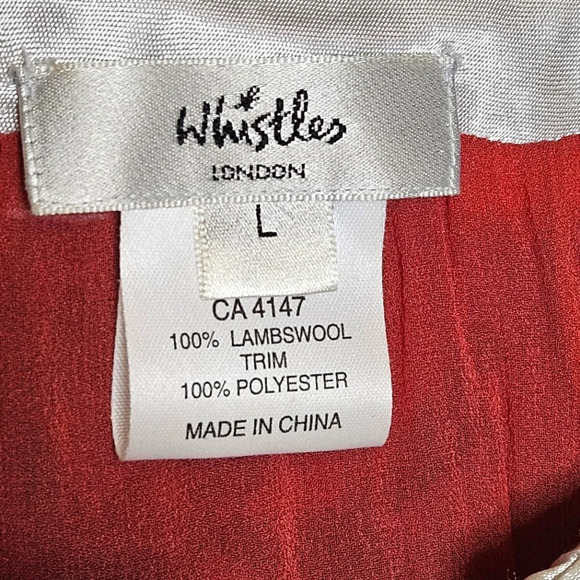 Whistles
LONDON
L
CA 4147
100% LAMBSWOOL
TRIM
100% POLYESTER
MADE IN CHINA